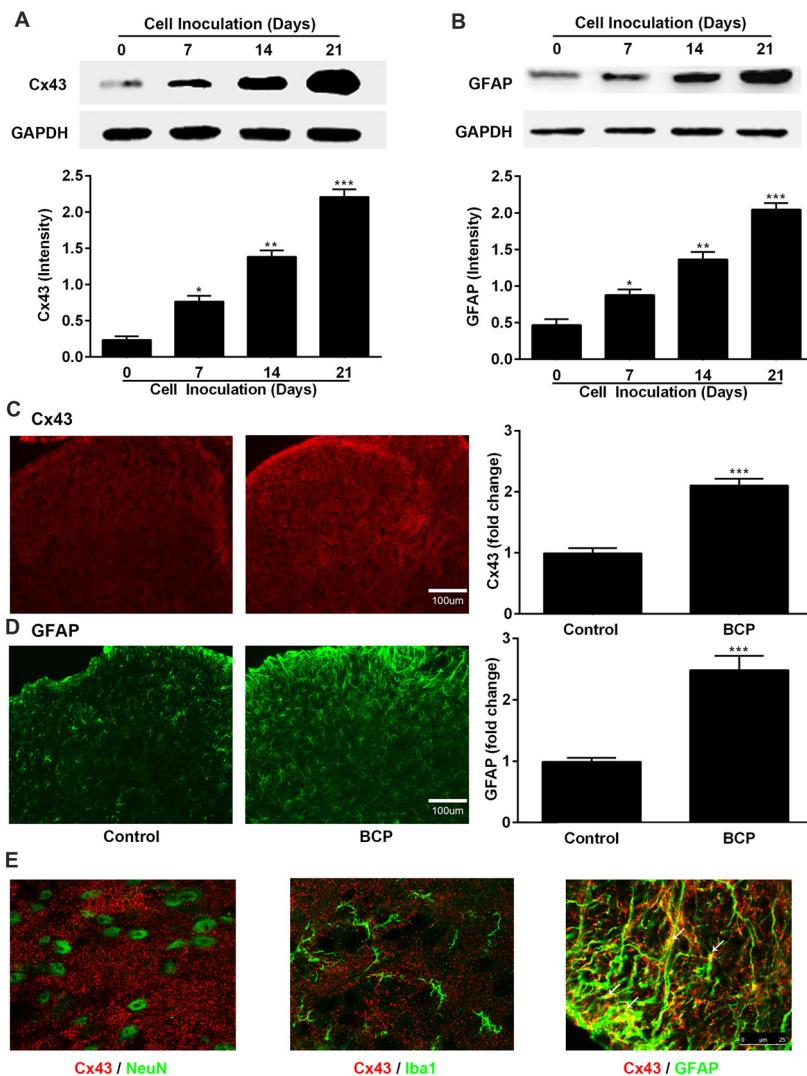 A
Cell Inoculation (Days)
0 7 14 21
Cx43
GAPDH
Cx43 (Intensity)
2.5
2.0
1.5
1.0
0.5
0.0
*
**
***
0 7 14 21
Cell Inoculation (Days)
B
Cell Inoculation (Days)
0 7 14 21
GFAP
GAPDH
GFAP (Intensity)
2.5
2.0
1.5
1.0
0.5
0.0
*
**
***
0 7 14 21
Cell Inoculation (Days)
C Cx43
100um
Cx43 (fold change)
3
2
1
0
***
Control BCP
D GFAP
100um
Control BCP
GFAP (fold change)
3
2
1
0
***
Control BCP
E
0 µm 25
Cx43 / NeuN
Cx43 / Iba1
Cx43 / GFAP